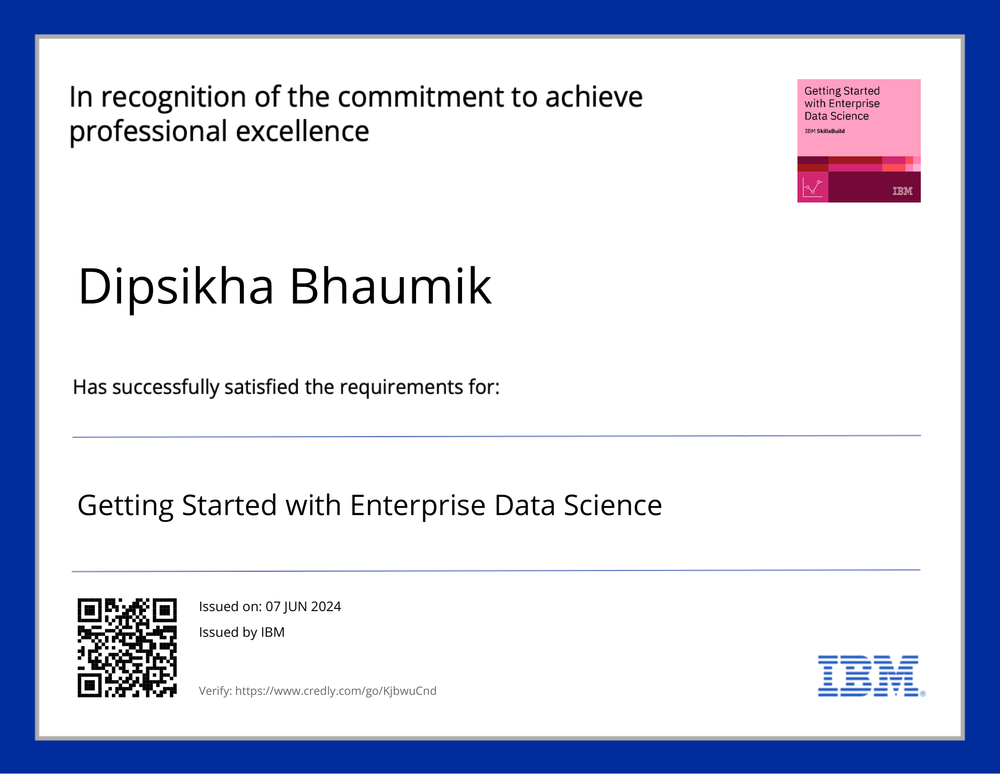 In recognition of the commitment to achieve
professional excellence
Getting Started
with Enterprise
Data Science
IBM SkillsBuild
IBM
Dipsikha Bhaumik
Has successfully satisfied the requirements for:
Getting Started with Enterprise Data Science
Issued on: 07 JUN 2024
Issued by IBM
Verify: https://www.credly.com/go/KjbwuCnd
IBM®